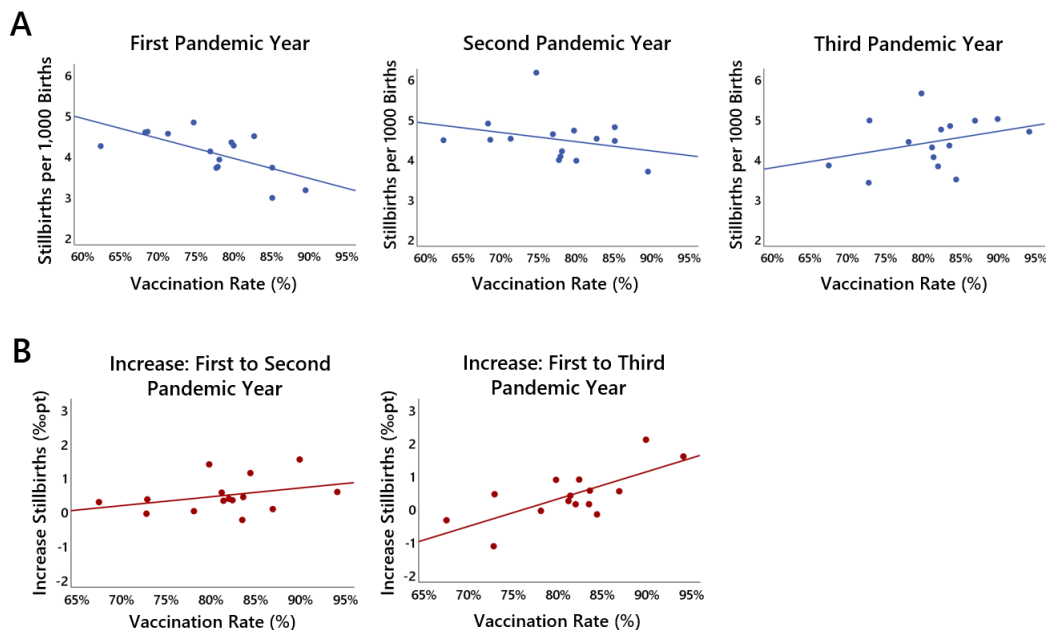 A
First Pandemic Year
Stillbirths per 1,000 Births
6
5
4
3
2
60% 65% 70% 75% 80% 85% 90% 95%
Vaccination Rate (%)
Second Pandemic Year
Stillbirths per 1000 Births
6
5
4
3
2
60% 65% 70% 75% 80% 85% 90% 95%
Vaccination Rate (%)
Third Pandemic Year
Stillbirths per 1000 Births
6
5
4
3
2
60% 65% 70% 75% 80% 85% 90% 95%
Vaccination Rate (%)
B
Increase: First to Second
Pandemic Year
Increase Stillbirths (‰pt)
3
2
1
0
-1
-2
65% 70% 75% 80% 85% 90% 95%
Vaccination Rate (%)
Increase: First to Third
Pandemic Year
Increase Stillbirths (‰pt)
3
2
1
0
-1
-2
65% 70% 75% 80% 85% 90% 95%
Vaccination Rate (%)